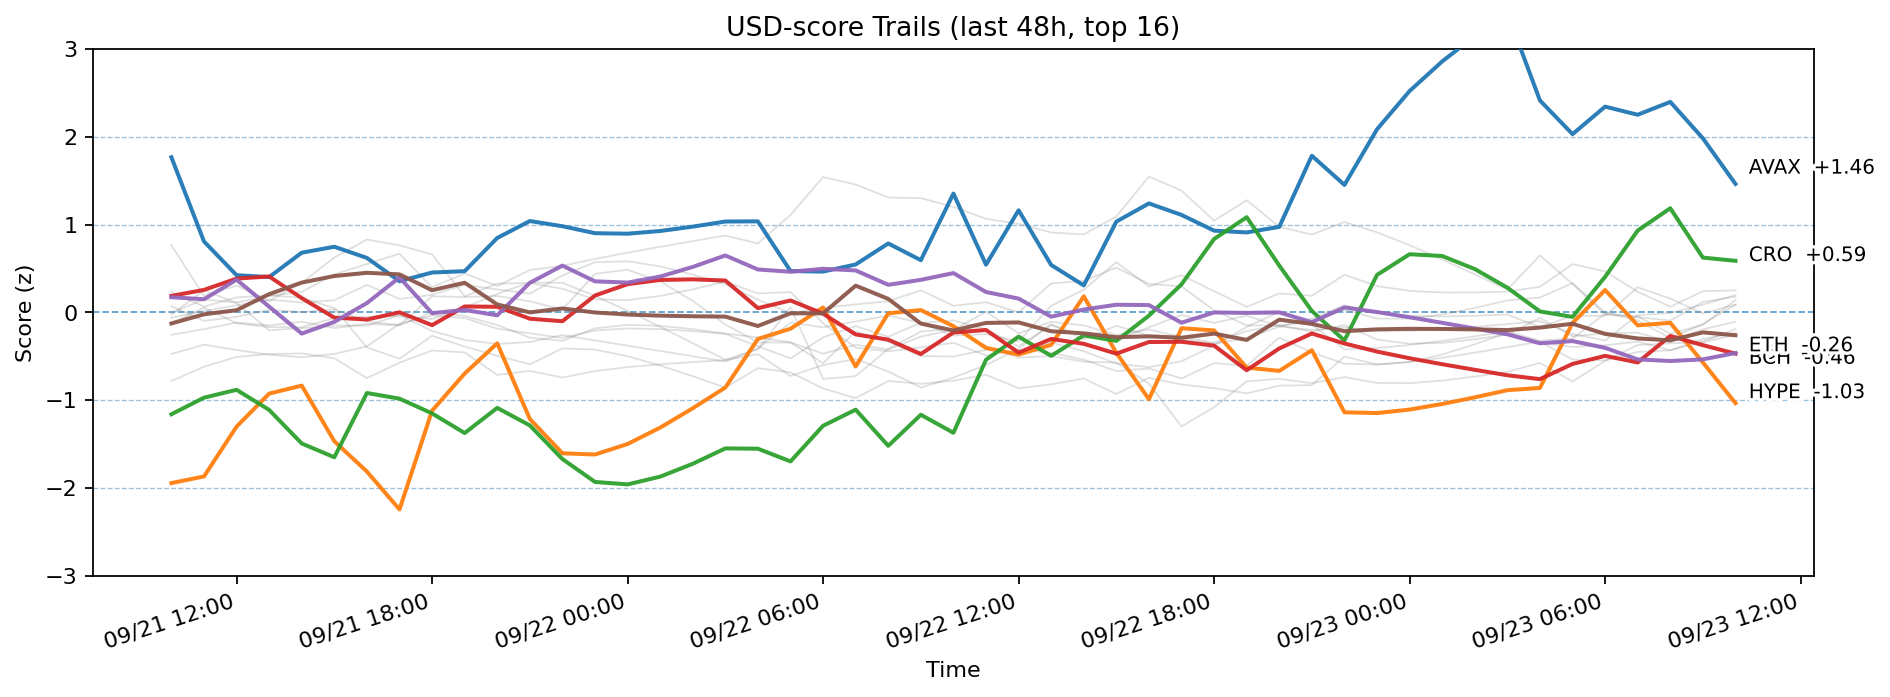 USD-score Trails (last 48h, top 16)
Score (z)
3
2
1
0
−1
−2
−3
AVAX +1.46
CRO +0.59
ETH -0.26
BCH -0.46
HYPE -1.03
09/21 12:00
09/21 18:00
09/22 00:00
09/22 06:00
09/22 12:00
09/22 18:00
09/23 00:00
09/23 06:00
09/23 12:00
Time